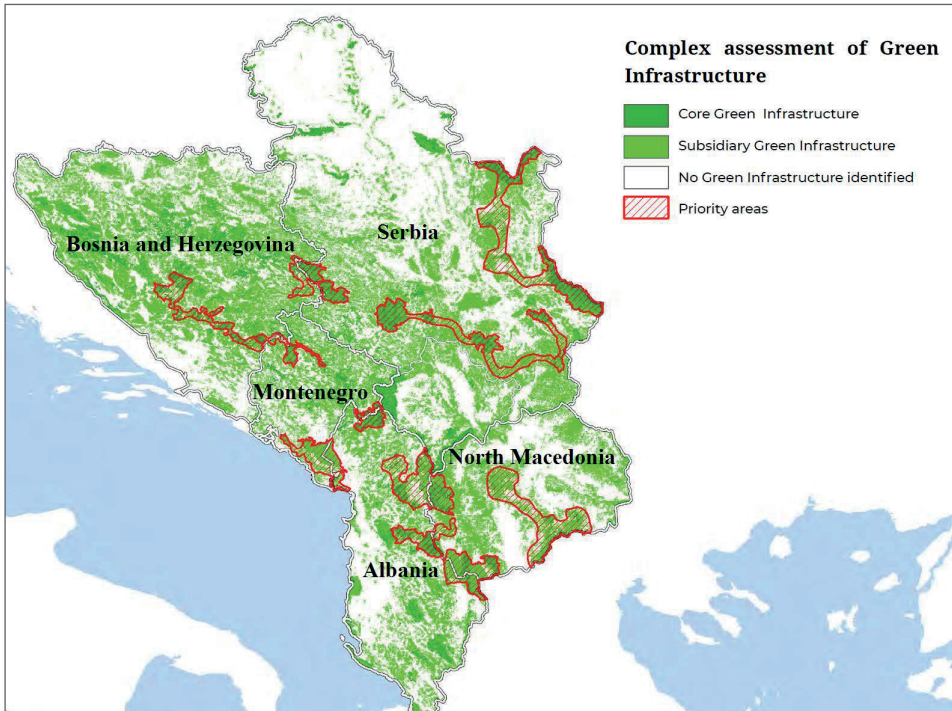 Complex assessment of Green
Infrastructure
Core Green Infrastructure
Subsidiary Green Infrastructure
No Green Infrastructure identified
Priority areas
Serbia
Bosnia and Herzegovina
Montenegro
North Macedonia
Albania